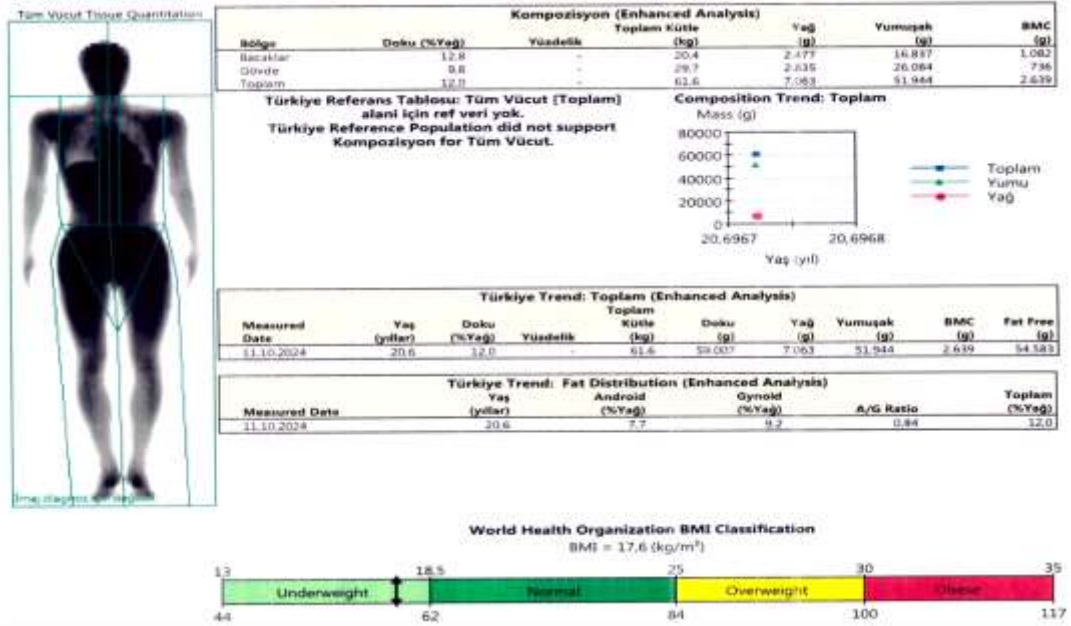 Tüm Vücut Tissue Quantitation
Kompozisyon (Enhanced Analysis)
Bölge Doku (%Yağ) Yüzdelik Toplam Kütle (kg) Yağ (g) Yumuşak (g) BMC (g)
Bacaklar 12,8 - 20,4 2.477 16.837 1.082
Gövde 9,8 - 29,7 2.835 26.084 736
Toplam 12,0 - 61,6 7.063 51.944 2.639
Türkiye Referans Tablosu: Tüm Vücut [Toplam]
alani için ref veri yok.
Türkiye Reference Population did not support
Kompozisyon for Tüm Vücut.
Composition Trend: Toplam
Mass (g)
80000
60000
40000
20000
0
20,6967 20,6968
Yaş (yıl)
Toplam
Yumu
Yağ
Türkiye Trend: Toplam (Enhanced Analysis)
Measured Date Yaş (yıllar) Doku (%Yağ) Yüzdelik Toplam Kütle (kg) Doku (g) Yağ (g) Yumuşak (g) BMC (g) Fat Free (g)
11.10.2024 20,6 12,0 - 61,6 59.007 7.063 51.944 2.639 54.583
Türkiye Trend: Fat Distribution (Enhanced Analysis)
Measured Date Yaş (yıllar) Android (%Yağ) Gynoid (%Yağ) A/G Ratio Toplam (%Yağ)
11.10.2024 20,6 7,7 9,2 0,84 12,0
World Health Organization BMI Classification
BMI = 17,6 (kg/m²)
13 18.5 25 30 35
Underweight Normal Overweight Obese
44 62 84 100 117